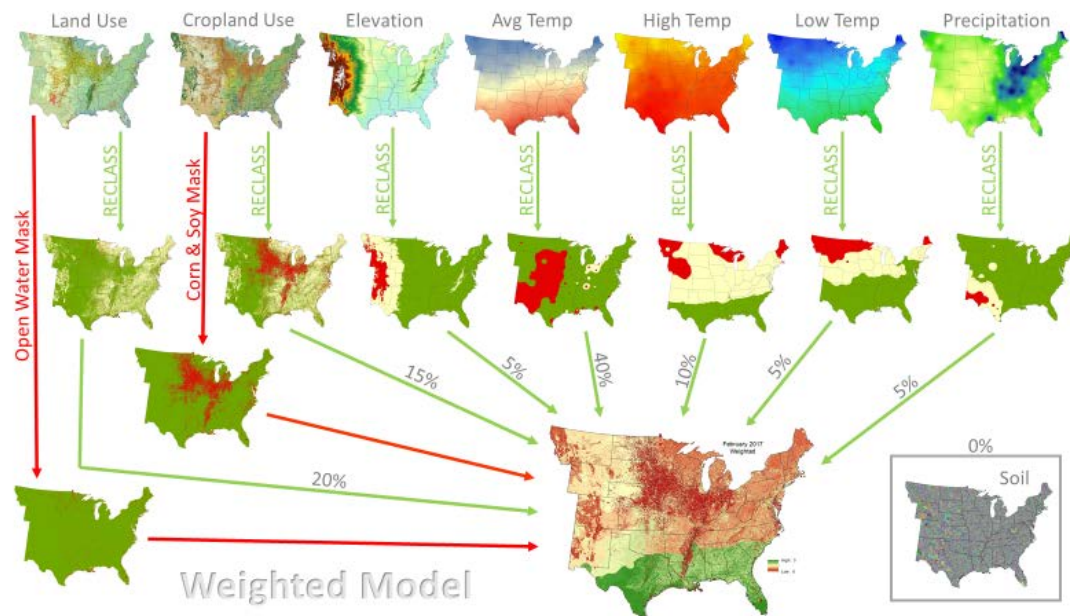 Land Use
Cropland Use
Elevation
Avg Temp
High Temp
Low Temp
Precipitation
Open Water Mask
RECLASS
Corn & Soy Mask
RECLASS
RECLASS
RECLASS
RECLASS
RECLASS
RECLASS
15%
5%
40%
10%
5%
5%
20%
February 2017
Weighted
0%
Soil
Weighted Model